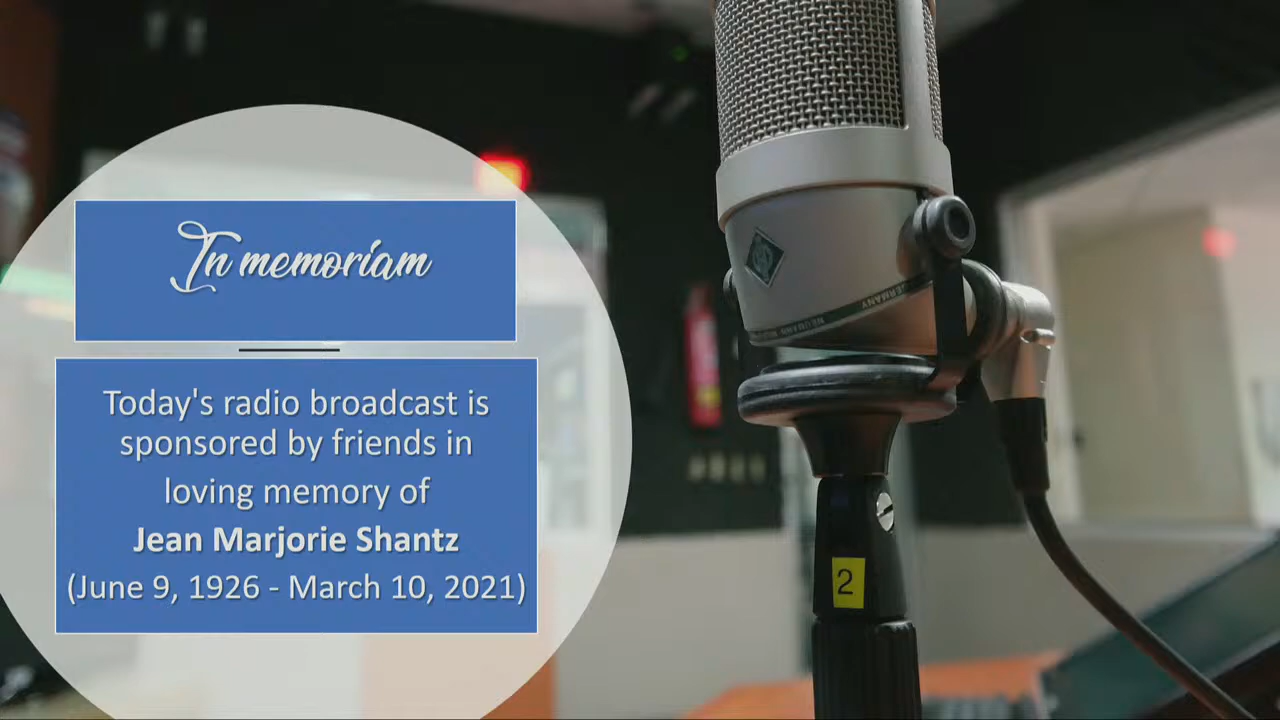 In memoriam
Today's radio broadcast is
sponsored by friends in
loving memory of
Jean Marjorie Shantz
(June 9, 1926 - March 10, 2021)
GERMANY
2